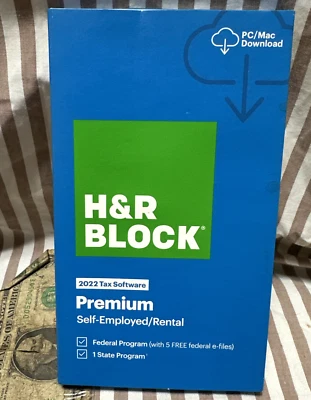 PC/Mac
Download
H&R
BLOCK®
2022 Tax Software
Premium
Self-Employed/Rental
Federal Program (with 5 FREE federal e-files)
1 State Program